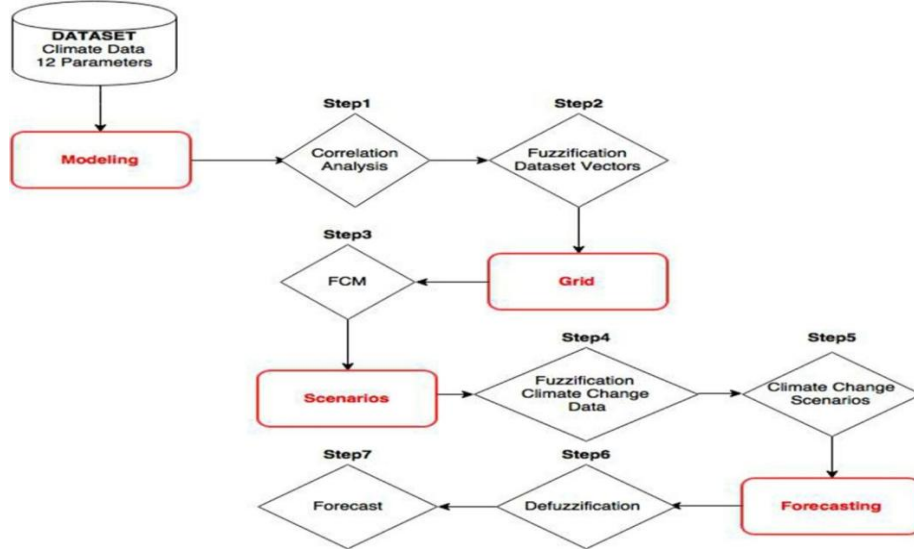 DATASET
Climate Data
12 Parameters
Modeling
Step1
Correlation
Analysis
Step2
Fuzzification
Dataset Vectors
Grid
Step3
FCM
Scenarios
Step4
Fuzzification
Climate Change
Data
Step5
Climate Change
Scenarios
Forecasting
Step6
Defuzzification
Step7
Forecast